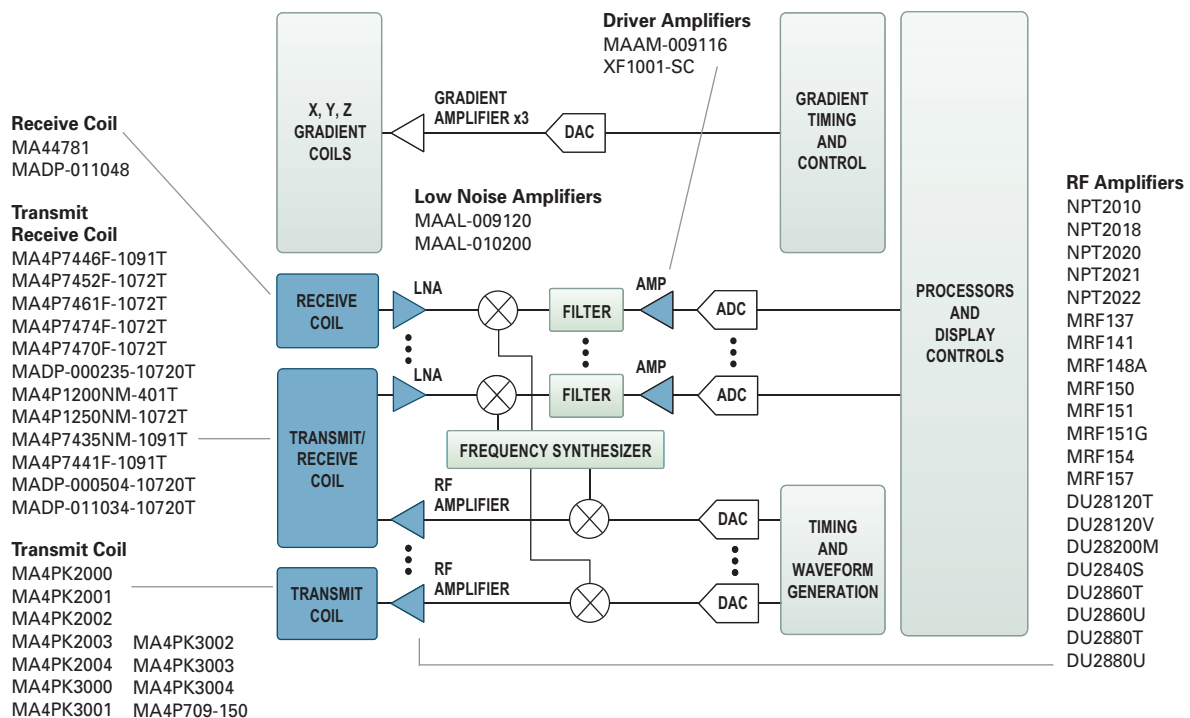 Driver Amplifiers
MAAM-009116
XF1001-SC
X, Y, Z
GRADIENT
COILS
GRADIENT
AMPLIFIER x3
DAC
GRADIENT
TIMING
AND
CONTROL
Receive Coil
MA44781
MADP-011048
Low Noise Amplifiers
MAAL-009120
MAAL-010200
Transmit
Receive Coil
MA4P7446F-1091T
MA4P7452F-1072T
MA4P7461F-1072T
MA4P7474F-1072T
MA4P7470F-1072T
MADP-000235-10720T
MA4P1200NM-401T
MA4P1250NM-1072T
MA4P7435NM-1091T
MA4P7441F-1091T
MADP-000504-10720T
MADP-011034-10720T
Transmit Coil
MA4PK2000
MA4PK2001
MA4PK2002
MA4PK2003
MA4PK2004
MA4PK3000
MA4PK3001
MA4PK3002
MA4PK3003
MA4PK3004
MA4P709-150
RECEIVE
COIL
LNA
FILTER
AMP
ADC
TRANSMIT/
RECEIVE
COIL
LNA
FILTER
AMP
ADC
FREQUENCY SYNTHESIZER
RF
AMPLIFIER
DAC
TRANSMIT
COIL
RF
AMPLIFIER
DAC
TIMING
AND
WAVEFORM
GENERATION
PROCESSORS
AND
DISPLAY
CONTROLS
RF Amplifiers
NPT2010
NPT2018
NPT2020
NPT2021
NPT2022
MRF137
MRF141
MRF148A
MRF150
MRF151
MRF151G
MRF154
MRF157
DU28120T
DU28120V
DU28200M
DU2840S
DU2860T
DU2860U
DU2880T
DU2880U